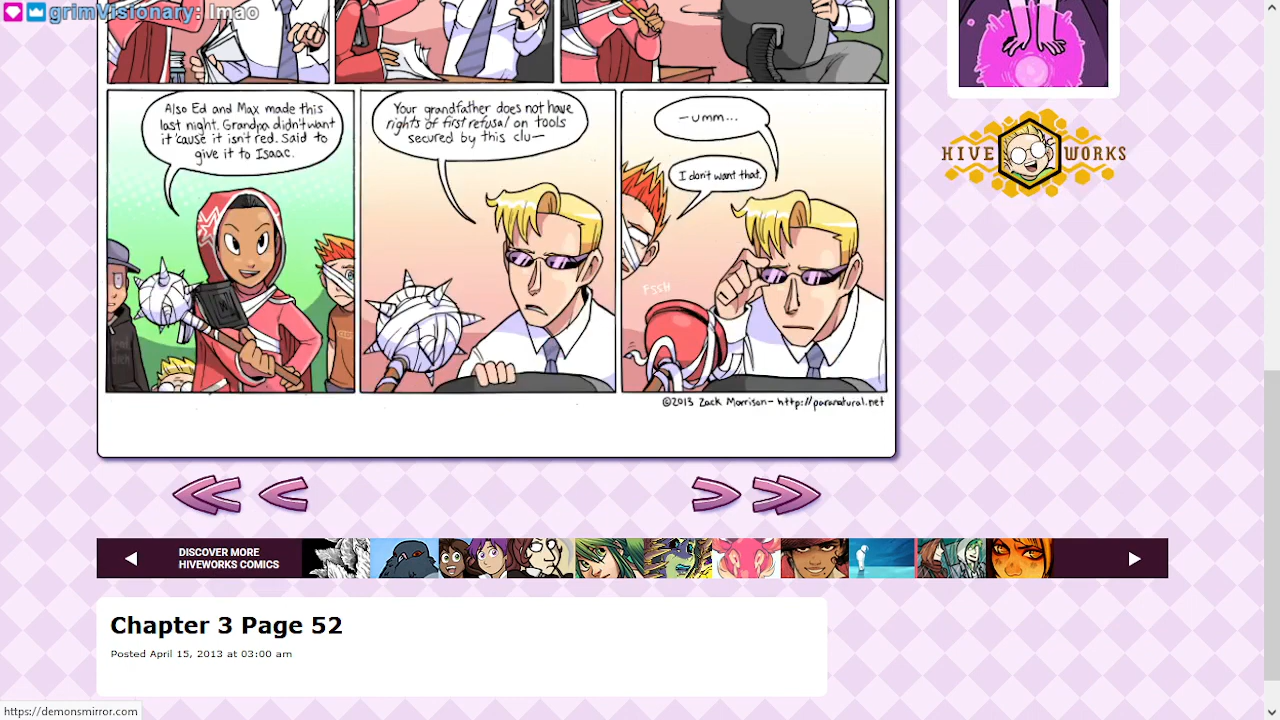 grimVisionary: lmao
Also Ed and Max made this
last night. Grandpa didn't want
it 'cause it isn't red. Said to
give it to Isaac.
Your grandfather does not have
rights of first refusal on tools
secured by this clu—
—umm...
I don't want that.
FSSH
©2013 Zack Morrison- http://paranatural.net
HIVE WORKS
DISCOVER MORE
HIVEWORKS COMICS
Chapter 3 Page 52
Posted April 15, 2013 at 03:00 am
https://demonsmirror.com